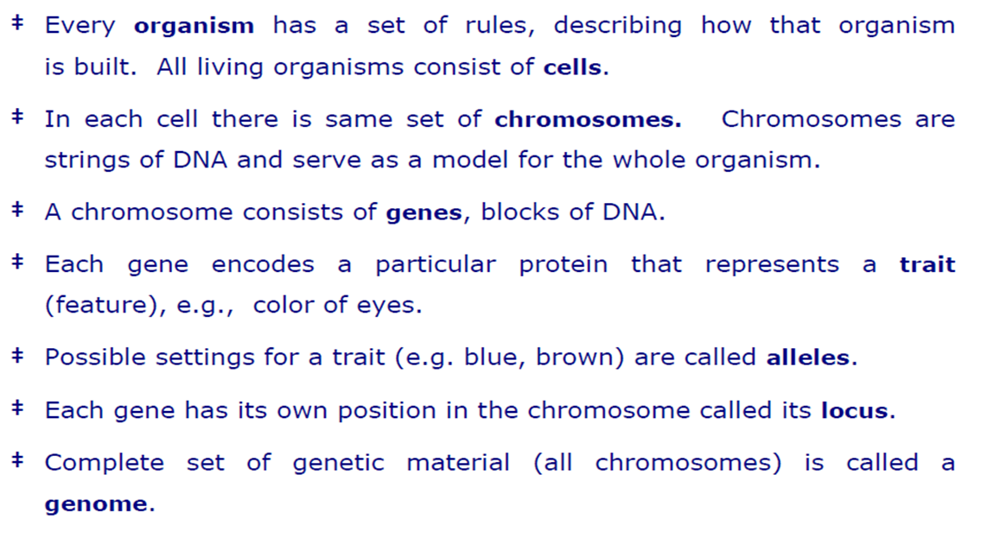 ‡ Every organism has a set of rules, describing how that organism
is built. All living organisms consist of cells.
‡ In each cell there is same set of chromosomes. Chromosomes are
strings of DNA and serve as a model for the whole organism.
‡ A chromosome consists of genes, blocks of DNA.
‡ Each gene encodes a particular protein that represents a trait
(feature), e.g., color of eyes.
‡ Possible settings for a trait (e.g. blue, brown) are called alleles.
‡ Each gene has its own position in the chromosome called its locus.
‡ Complete set of genetic material (all chromosomes) is called a
genome.